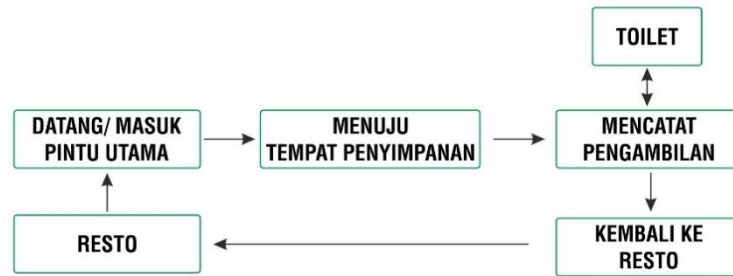 TOILET
DATANG/ MASUK
PINTU UTAMA
MENUJU
TEMPAT PENYIMPANAN
MENCATAT
PENGAMBILAN
RESTO
KEMBALI KE
RESTO